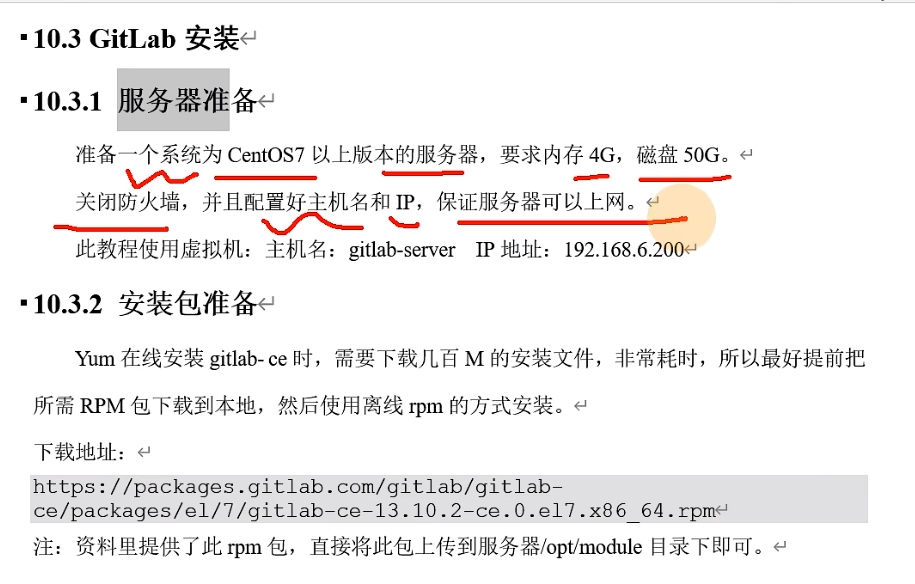 10.3 GitLab 安装
10.3.1 服务器准备
准备一个系统为 CentOS7 以上版本的服务器，要求内存 4G，磁盘 50G。
关闭防火墙，并且配置好主机名和 IP，保证服务器可以上网。
此教程使用虚拟机：主机名：gitlab-server IP 地址：192.168.6.200
10.3.2 安装包准备
Yum 在线安装 gitlab- ce 时，需要下载几百 M 的安装文件，非常耗时，所以最好提前把
所需 RPM 包下载到本地，然后使用离线 rpm 的方式安装。
下载地址：
https://packages.gitlab.com/gitlab/gitlab-
ce/packages/el/7/gitlab-ce-13.10.2-ce.0.el7.x86_64.rpm
注：资料里提供了此 rpm 包，直接将此包上传到服务器/opt/module 目录下即可。